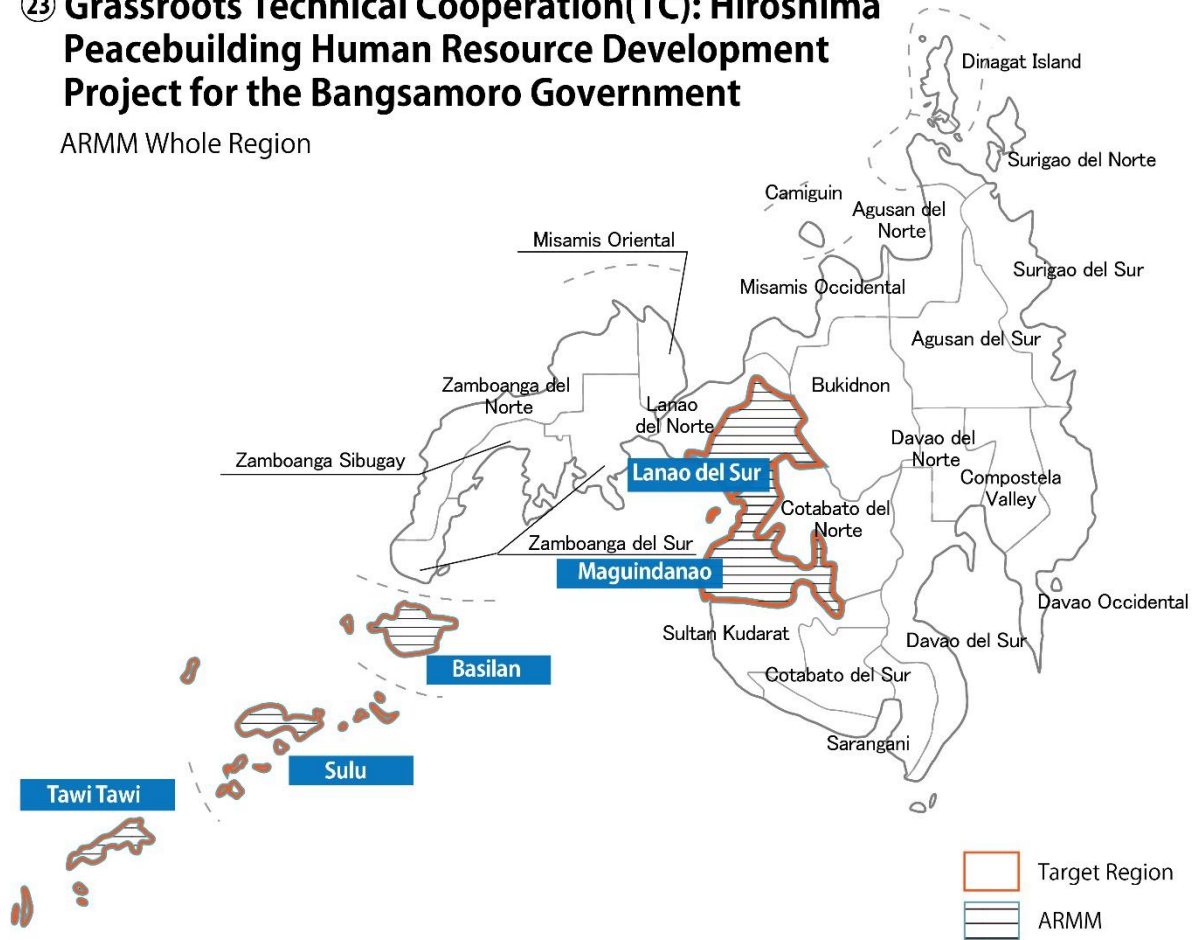 ㉓ Grassroots Technical Cooperation(TC): Hiroshima
Peacebuilding Human Resource Development
Project for the Bangsamoro Government
ARMM Whole Region
Dinagat Island
Surigao del Norte
Camiguin
Agusan del
Norte
Misamis Oriental
Surigao del Sur
Misamis Occidental
Agusan del Sur
Zamboanga del
Norte
Bukidnon
Lanao
del Norte
Davao del
Norte
Zamboanga Sibugay
Lanao del Sur
Compostela
Valley
Cotabato del
Norte
Zamboanga del Sur
Maguindanao
Davao Occidental
Sultan Kudarat
Davao del Sur
Basilan
Cotabato del Sur
Sarangani
Sulu
Tawi Tawi
Target Region
ARMM